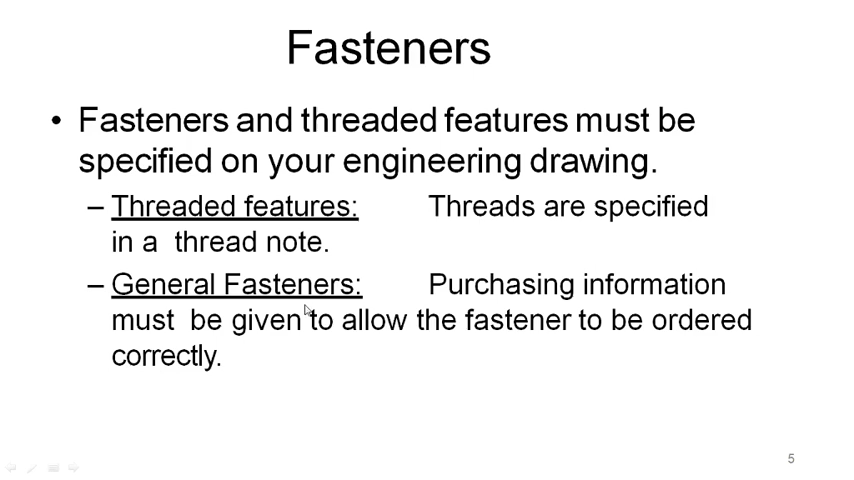 Fasteners
• Fasteners and threaded features must be
specified on your engineering drawing.
– Threaded features: Threads are specified
in a thread note.
– General Fasteners: Purchasing information
must be given to allow the fastener to be ordered
correctly.
5